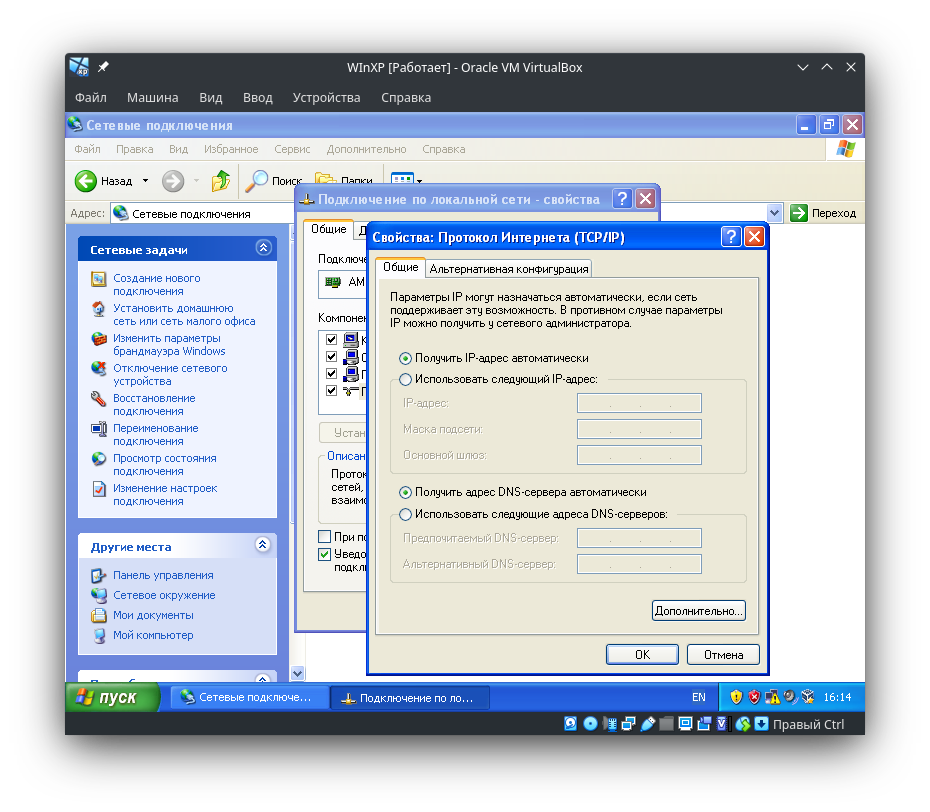 WInXP [Работает] - Oracle VM VirtualBox
Файл Машина Вид Ввод Устройства Справка
Сетевые подключения
Файл Правка Вид Избранное Сервис Дополнительно Справка
Назад Поиск Папки
Адрес: Сетевые подключения Переход
Сетевые задачи
Создание нового
подключения
Установить домашнюю
сеть или сеть малого офиса
Изменить параметры
брандмауэра Windows
Отключение сетевого
устройства
Восстановление
подключения
Переименование
подключения
Просмотр состояния
подключения
Изменение настроек
подключения
Другие места
Панель управления
Сетевое окружение
Мои документы
Мой компьютер
Подключение по локальной сети - свойства
Общие
AM
Описан
сетей,
При по
Уведо
Свойства: Протокол Интернета (TCP/IP)
Общие Альтернативная конфигурация
Параметры IP могут назначаться автоматически, если сеть
поддерживает эту возможность. В противном случае параметры
IP можно получить у сетевого администратора.
Получить IP-адрес автоматически
Использовать следующий IP-адрес:
IP-адрес:
Маска подсети:
Основной шлюз:
Получить адрес DNS-сервера автоматически
Использовать следующие адреса DNS-серверов:
Предпочитаемый DNS-сервер:
Альтернативный DNS-сервер:
Дополнительно...
OK Отмена
пуск Сетевые подключе... Подключение по ло... EN 16:14
Правый Ctrl